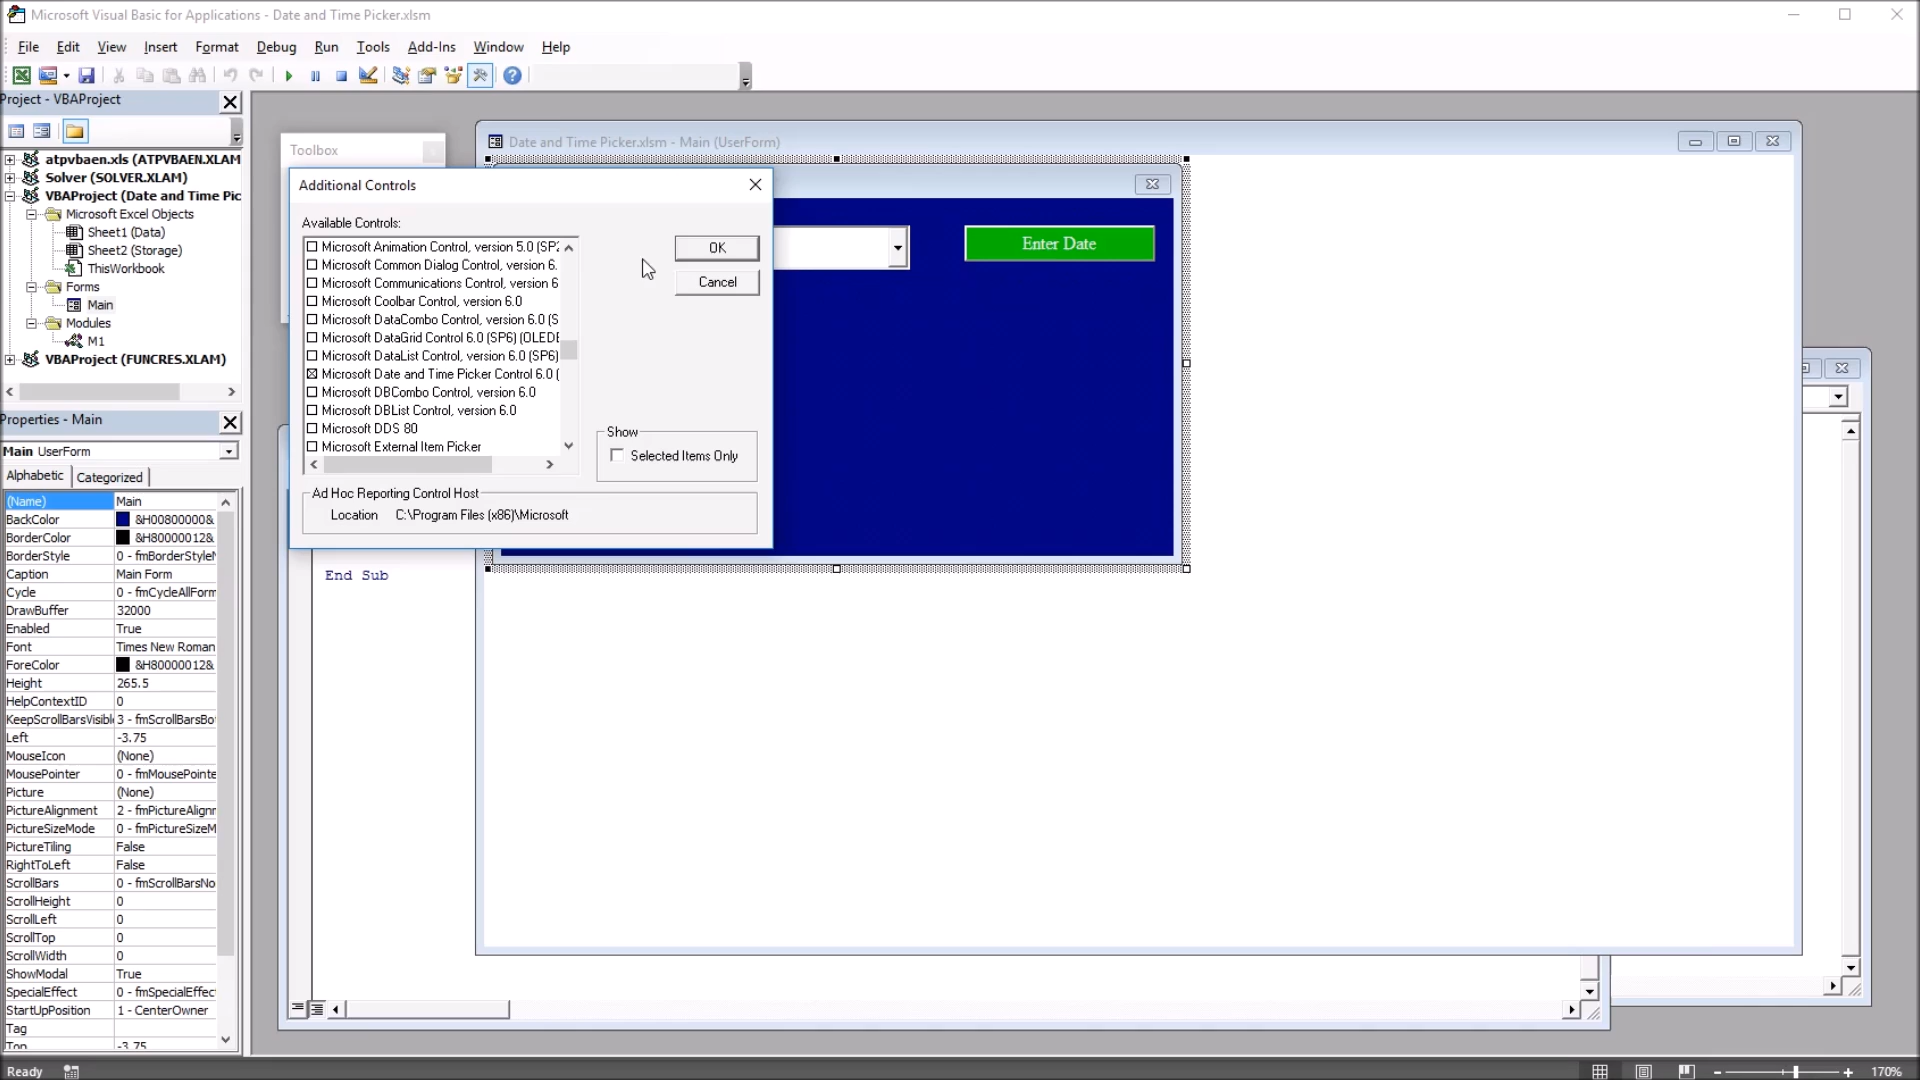 Microsoft Visual Basic for Applications - Date and Time Picker.xlsm
File Edit View Insert Format Debug Run Tools Add-Ins Window Help
Project - VBAProject
atpvbaen.xls (ATPVBAEN.XLAM
Solver (SOLVER.XLAM)
VBAProject (Date and Time Pic
Microsoft Excel Objects
Sheet1 (Data)
Sheet2 (Storage)
ThisWorkbook
Forms
Main
Modules
M1
VBAProject (FUNCRES.XLAM)
Properties - Main
Main UserForm
Alphabetic Categorized
(Name) Main
BackColor &H00800000&
BorderColor &H80000012&
BorderStyle 0 - fmBorderStyleN
Caption Main Form
Cycle 0 - fmCycleAllForm
DrawBuffer 32000
Enabled True
Font Times New Roman
ForeColor &H80000012&
Height 265.5
HelpContextID 0
KeepScrollBarsVisibl 3 - fmScrollBarsBo
Left -3.75
MouseIcon (None)
MousePointer 0 - fmMousePointe
Picture (None)
PictureAlignment 2 - fmPictureAlignr
PictureSizeMode 0 - fmPictureSizeM
PictureTiling False
RightToLeft False
ScrollBars 0 - fmScrollBarsNo
ScrollHeight 0
ScrollLeft 0
ScrollTop 0
ScrollWidth 0
ShowModal True
SpecialEffect 0 - fmSpecialEffect
StartUpPosition 1 - CenterOwner
Tag
Top -3.75
Toolbox
Date and Time Picker.xlsm - Main (UserForm)
Enter Date
Additional Controls
Available Controls:
Microsoft Animation Control, version 5.0 (SP2
Microsoft Common Dialog Control, version 6.
Microsoft Communications Control, version 6
Microsoft Coolbar Control, version 6.0
Microsoft DataCombo Control, version 6.0 (S
Microsoft DataGrid Control 6.0 (SP6) (OLEDE
Microsoft DataList Control, version 6.0 (SP6)
Microsoft Date and Time Picker Control 6.0 (
Microsoft DBCombo Control, version 6.0
Microsoft DBList Control, version 6.0
Microsoft DDS 80
Microsoft External Item Picker
OK
Cancel
Show
Selected Items Only
Ad Hoc Reporting Control Host
Location C:\Program Files (x86)\Microsoft
End Sub
Ready
170%